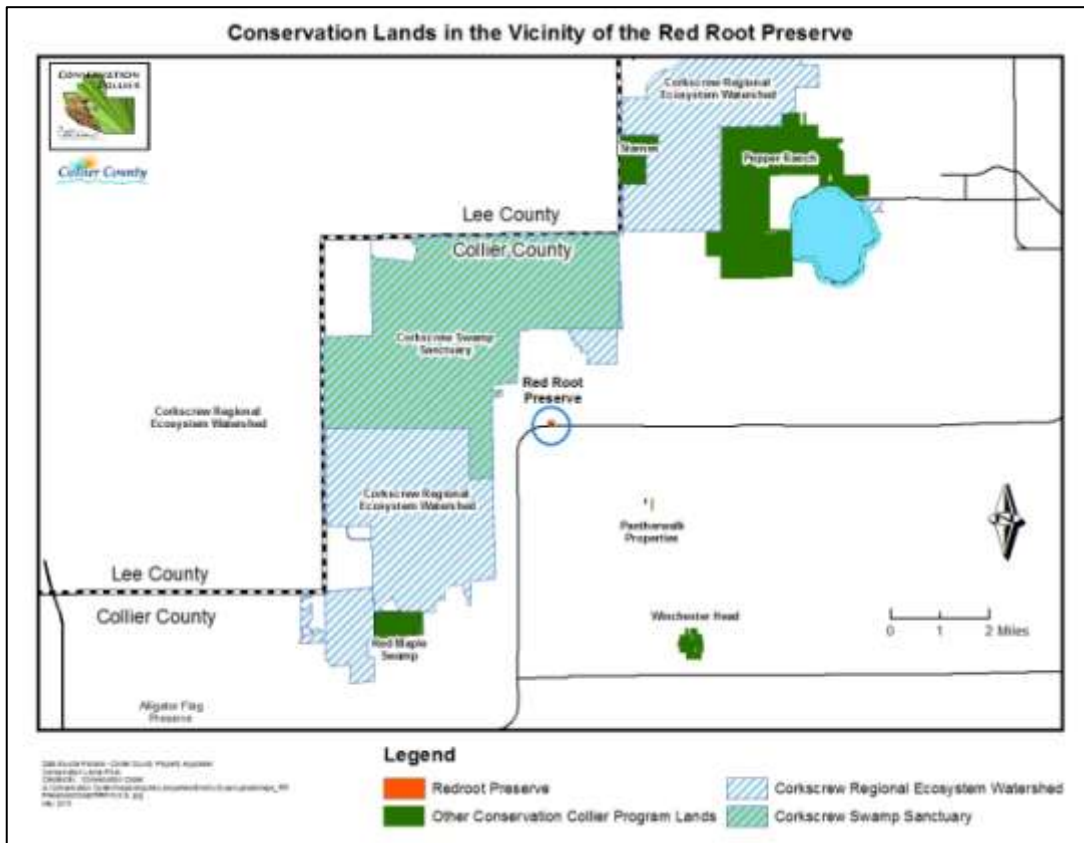 Conservation Lands in the Vicinity of the Red Root Preserve
CONSERVATION
COLLIER
Collier County
Corkscrew Regional
Ecosystem Watershed
Starnes
Pepper Ranch
Lee County
Collier County
Corkscrew Swamp
Sanctuary
Red Root
Preserve
Corkscrew Regional
Ecosystem Watershed
Corkscrew Regional
Ecosystem Watershed
Pantherwalk
Properties
Lee County
Collier County
Winchester Head
0 1 2 Miles
Red Maple
Swamp
Alligator Flag
Preserve
Legend
Redroot Preserve
Other Conservation Collier Program Lands
Corkscrew Regional Ecosystem Watershed
Corkscrew Swamp Sanctuary